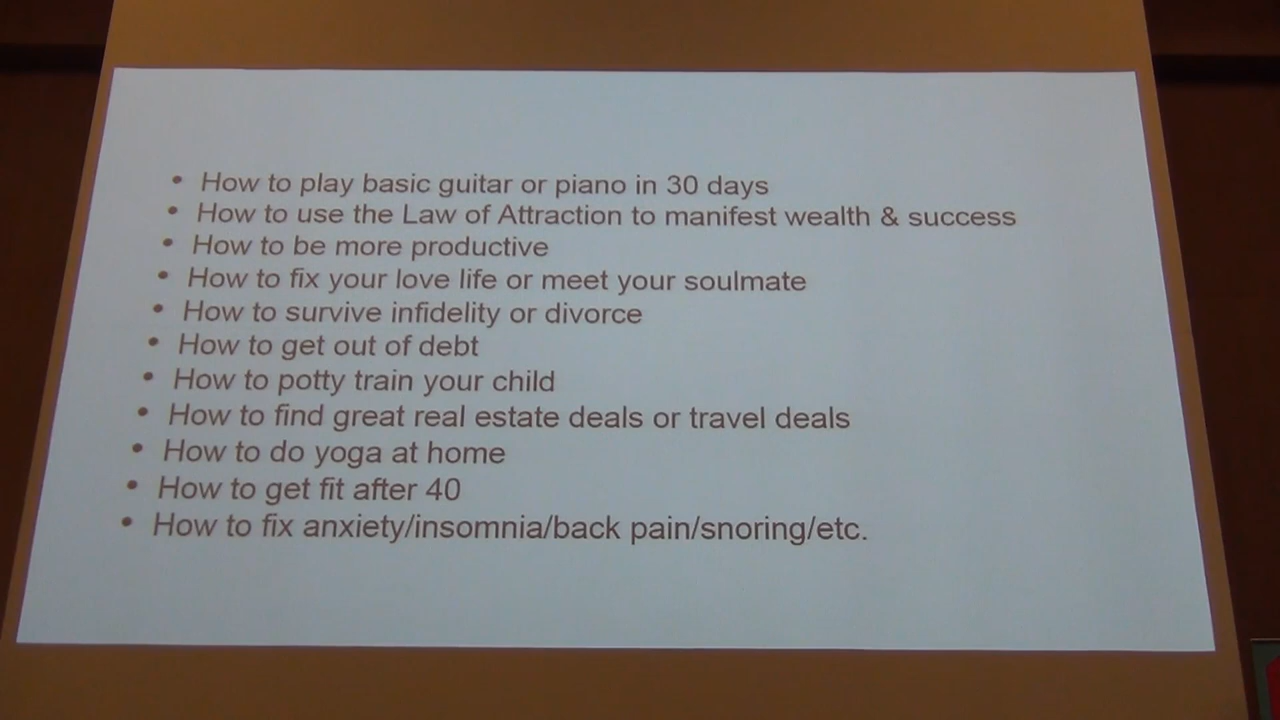 • How to play basic guitar or piano in 30 days
• How to use the Law of Attraction to manifest wealth & success
• How to be more productive
• How to fix your love life or meet your soulmate
• How to survive infidelity or divorce
• How to get out of debt
• How to potty train your child
• How to find great real estate deals or travel deals
• How to do yoga at home
• How to get fit after 40
• How to fix anxiety/insomnia/back pain/snoring/etc.